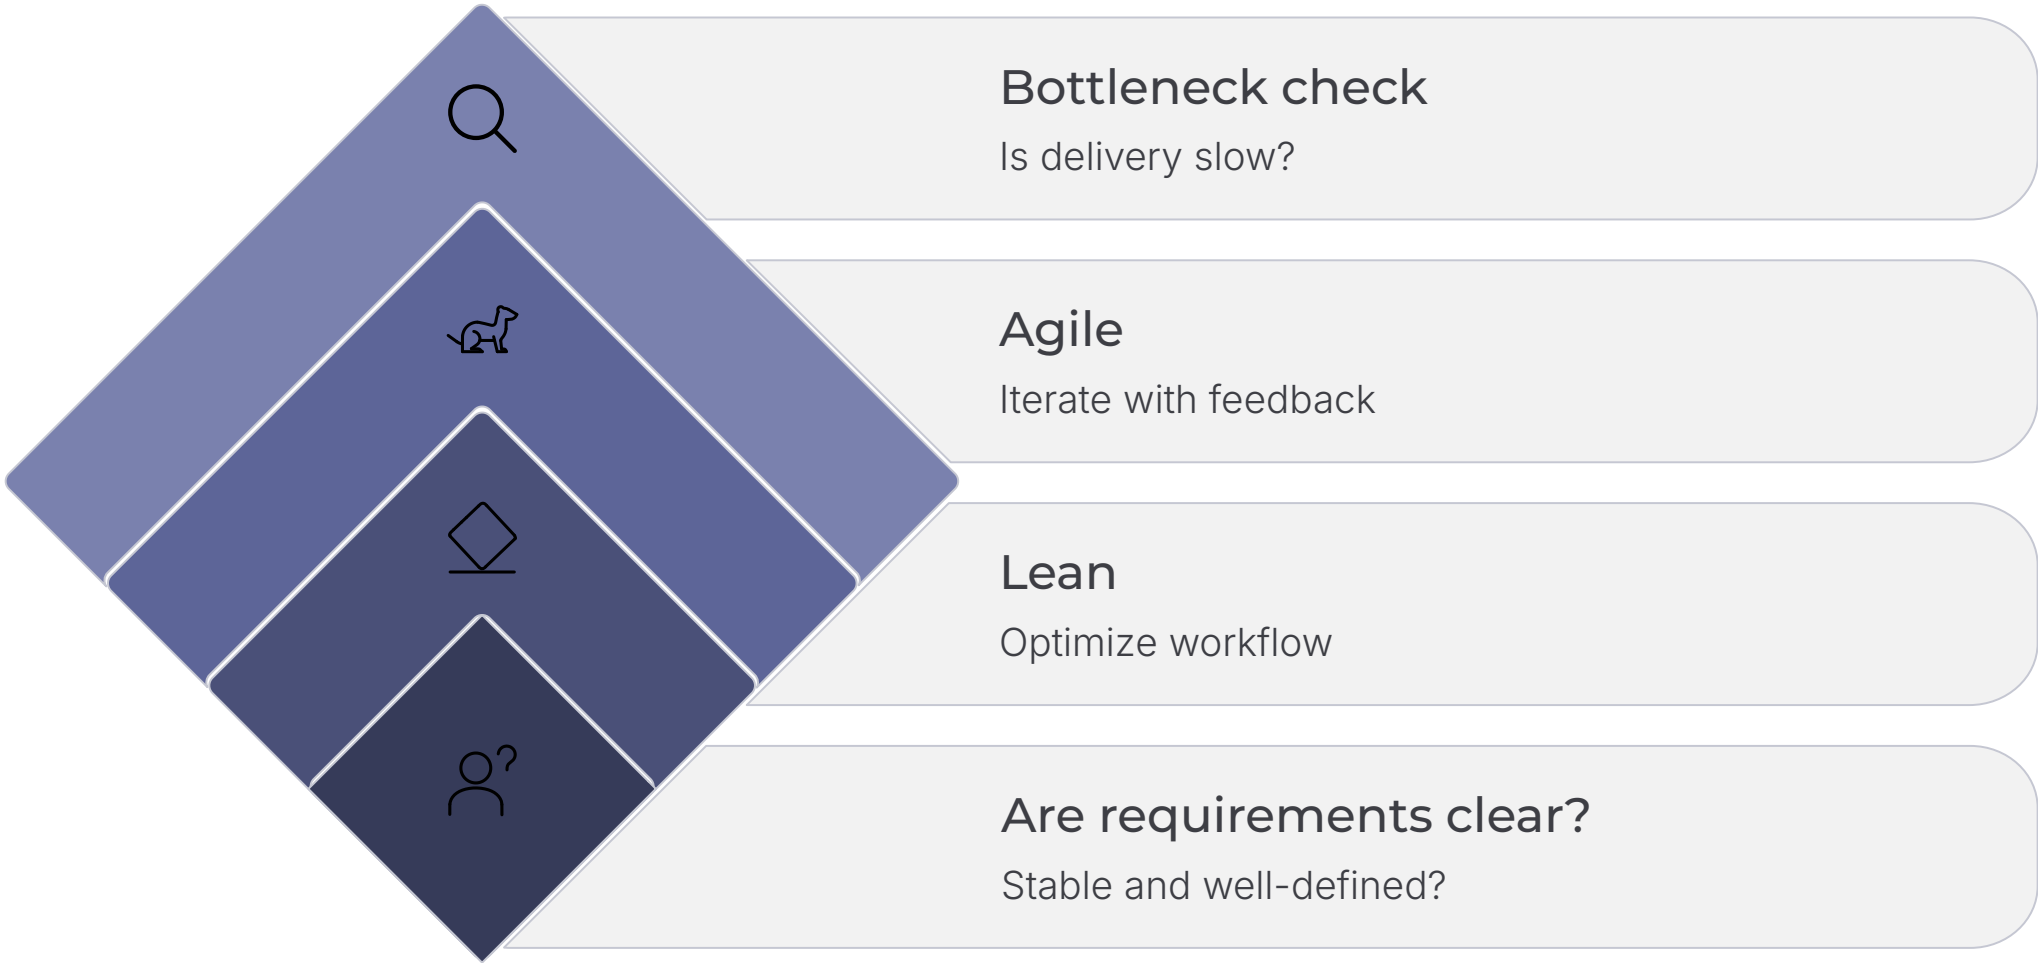 Bottleneck check
Is delivery slow?
Agile
Iterate with feedback
Lean
Optimize workflow
Are requirements clear?
Stable and well-defined?